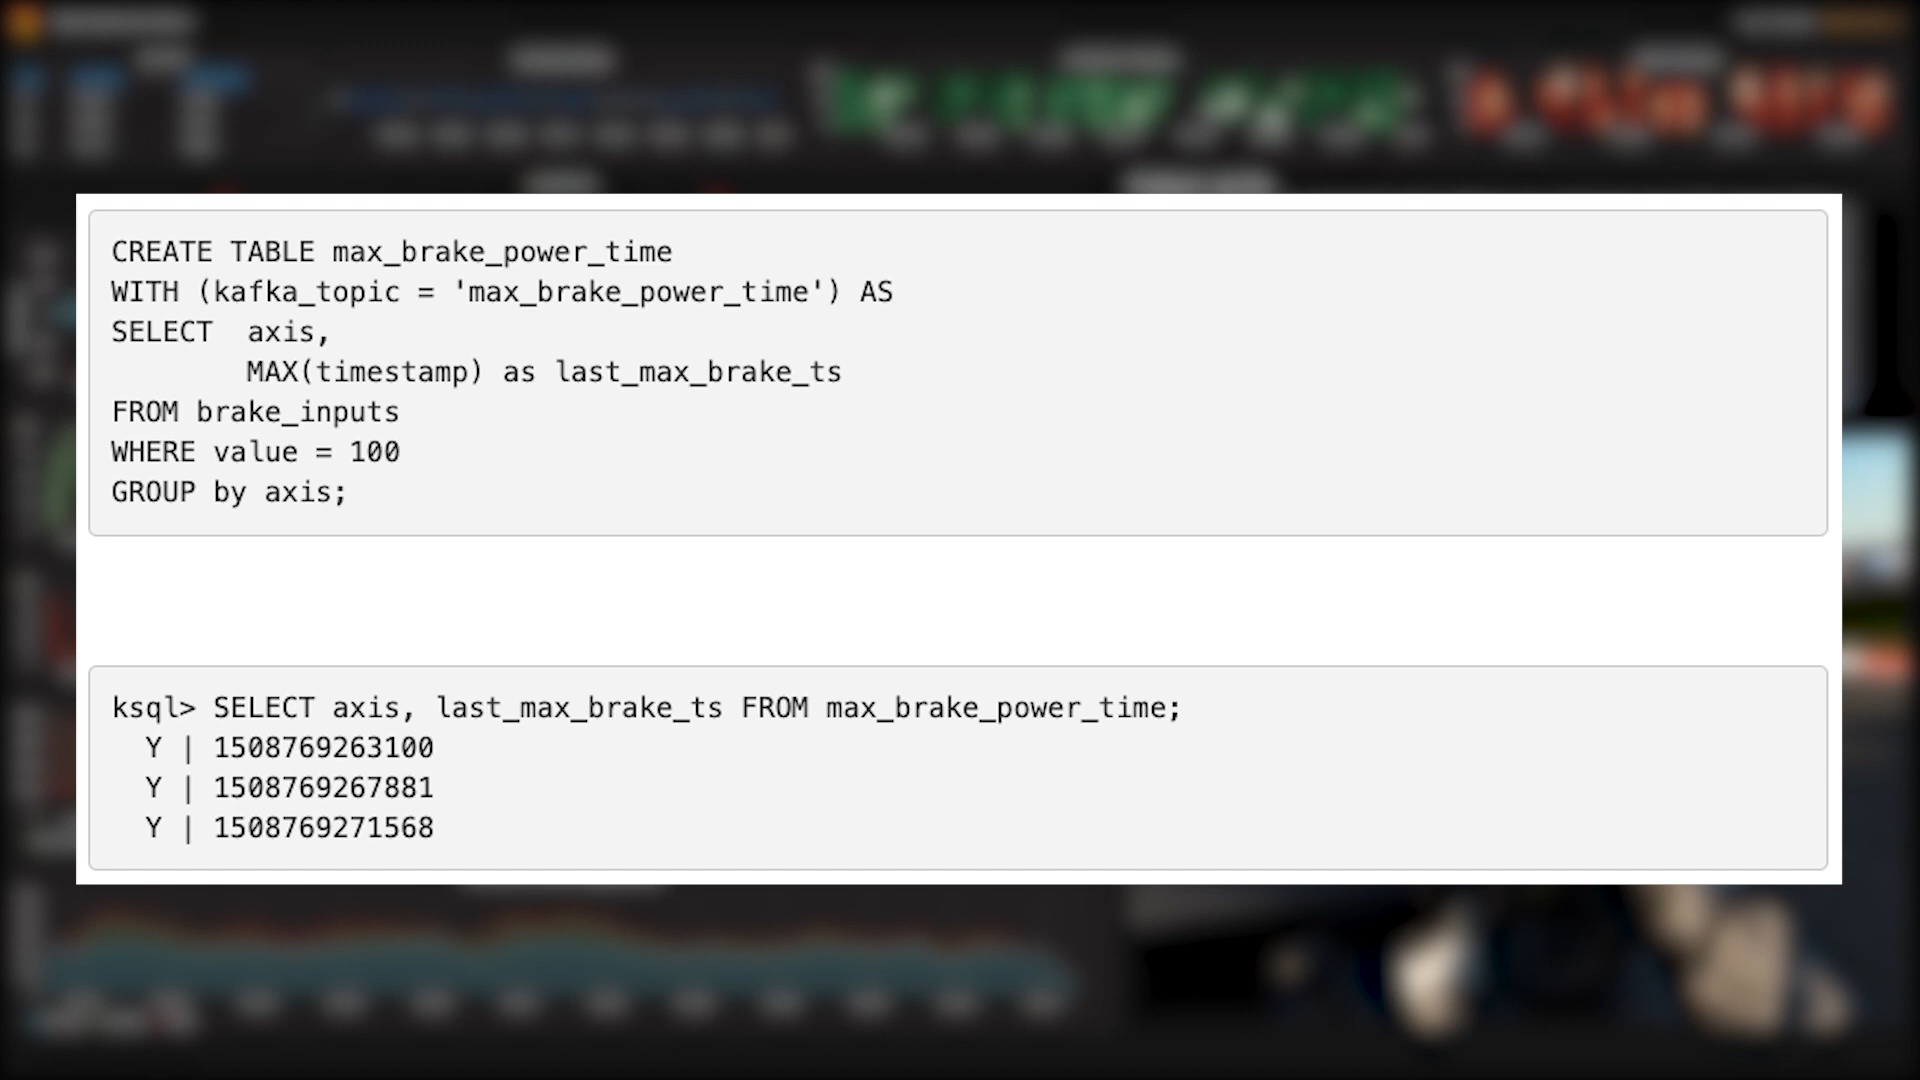 CREATE TABLE max_brake_power_time
WITH (kafka_topic = 'max_brake_power_time') AS
SELECT  axis,
        MAX(timestamp) as last_max_brake_ts
FROM brake_inputs
WHERE value = 100
GROUP by axis;
ksql> SELECT axis, last_max_brake_ts FROM max_brake_power_time;
  Y | 1508769263100
  Y | 1508769267881
  Y | 1508769271568